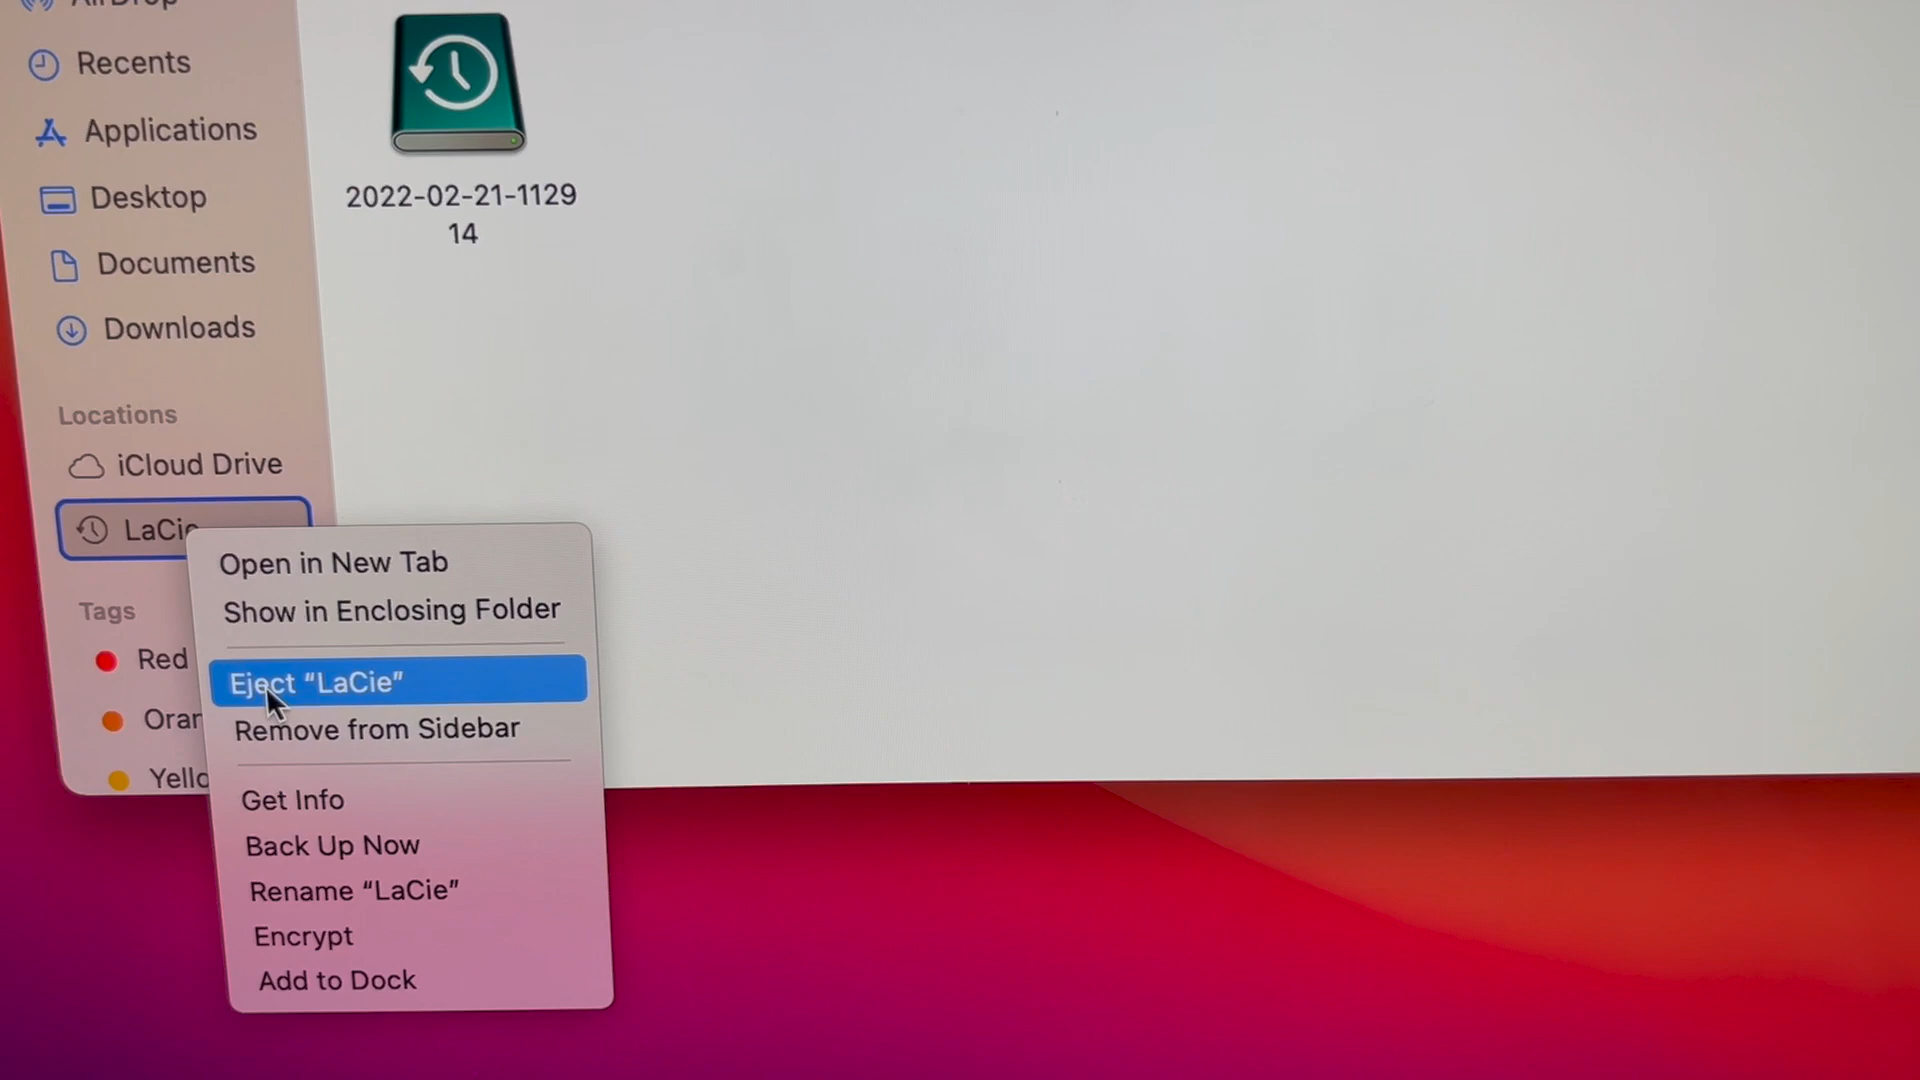 AirDrop
Recents
Applications
Desktop
Documents
Downloads
Locations
iCloud Drive
LaCie
Tags
Red
Oran
Yello
2022-02-21-1129
14
Open in New Tab
Show in Enclosing Folder
Eject “LaCie”
Remove from Sidebar
Get Info
Back Up Now
Rename “LaCie”
Encrypt
Add to Dock